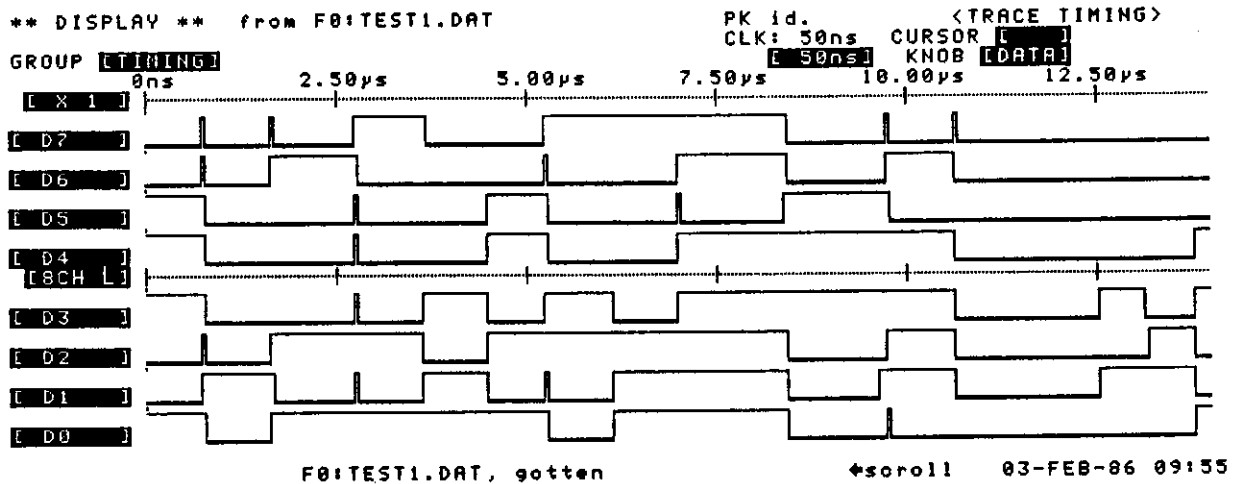 ** DISPLAY ** from F0:TEST1.DAT PK id. <TRACE TIMING>
CLK: 50ns CURSOR [ ]
GROUP [TIMING] [ 50ns] KNOB [DATA]
0ns 2.50µs 5.00µs 7.50µs 10.00µs 12.50µs
[ X 1 ]
[ D7 ]
[ D6 ]
[ D5 ]
[ D4 ]
[8CH L]
[ D3 ]
[ D2 ]
[ D1 ]
[ D0 ]
F0:TEST1.DAT, gotten ←scroll 03-FEB-86 09:55